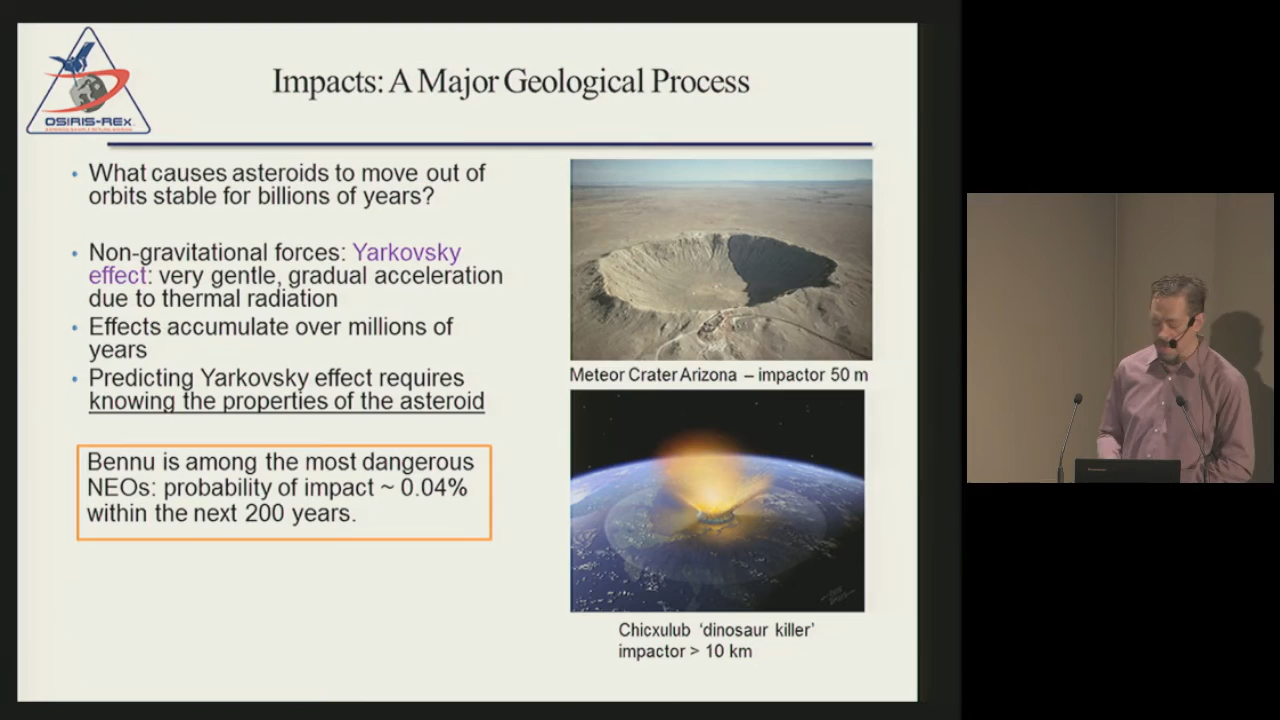 OSIRIS-REx
Impacts: A Major Geological Process
• What causes asteroids to move out of
orbits stable for billions of years?
• Non-gravitational forces: Yarkovsky
effect: very gentle, gradual acceleration
due to thermal radiation
• Effects accumulate over millions of
years
• Predicting Yarkovsky effect requires
knowing the properties of the asteroid
Bennu is among the most dangerous
NEOs: probability of impact ~ 0.04%
within the next 200 years.
Meteor Crater Arizona – impactor 50 m
Chicxulub ‘dinosaur killer’
impactor > 10 km